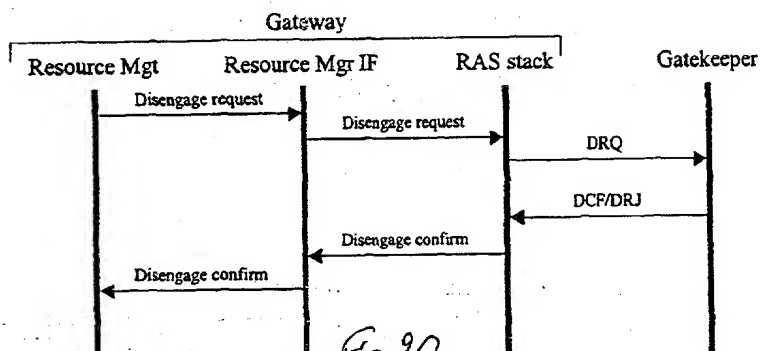 Gateway
Resource Mgt Resource Mgr IF RAS stack Gatekeeper
Disengage request
Disengage request
DRQ
DCF/DRJ
Disengage confirm
Disengage confirm